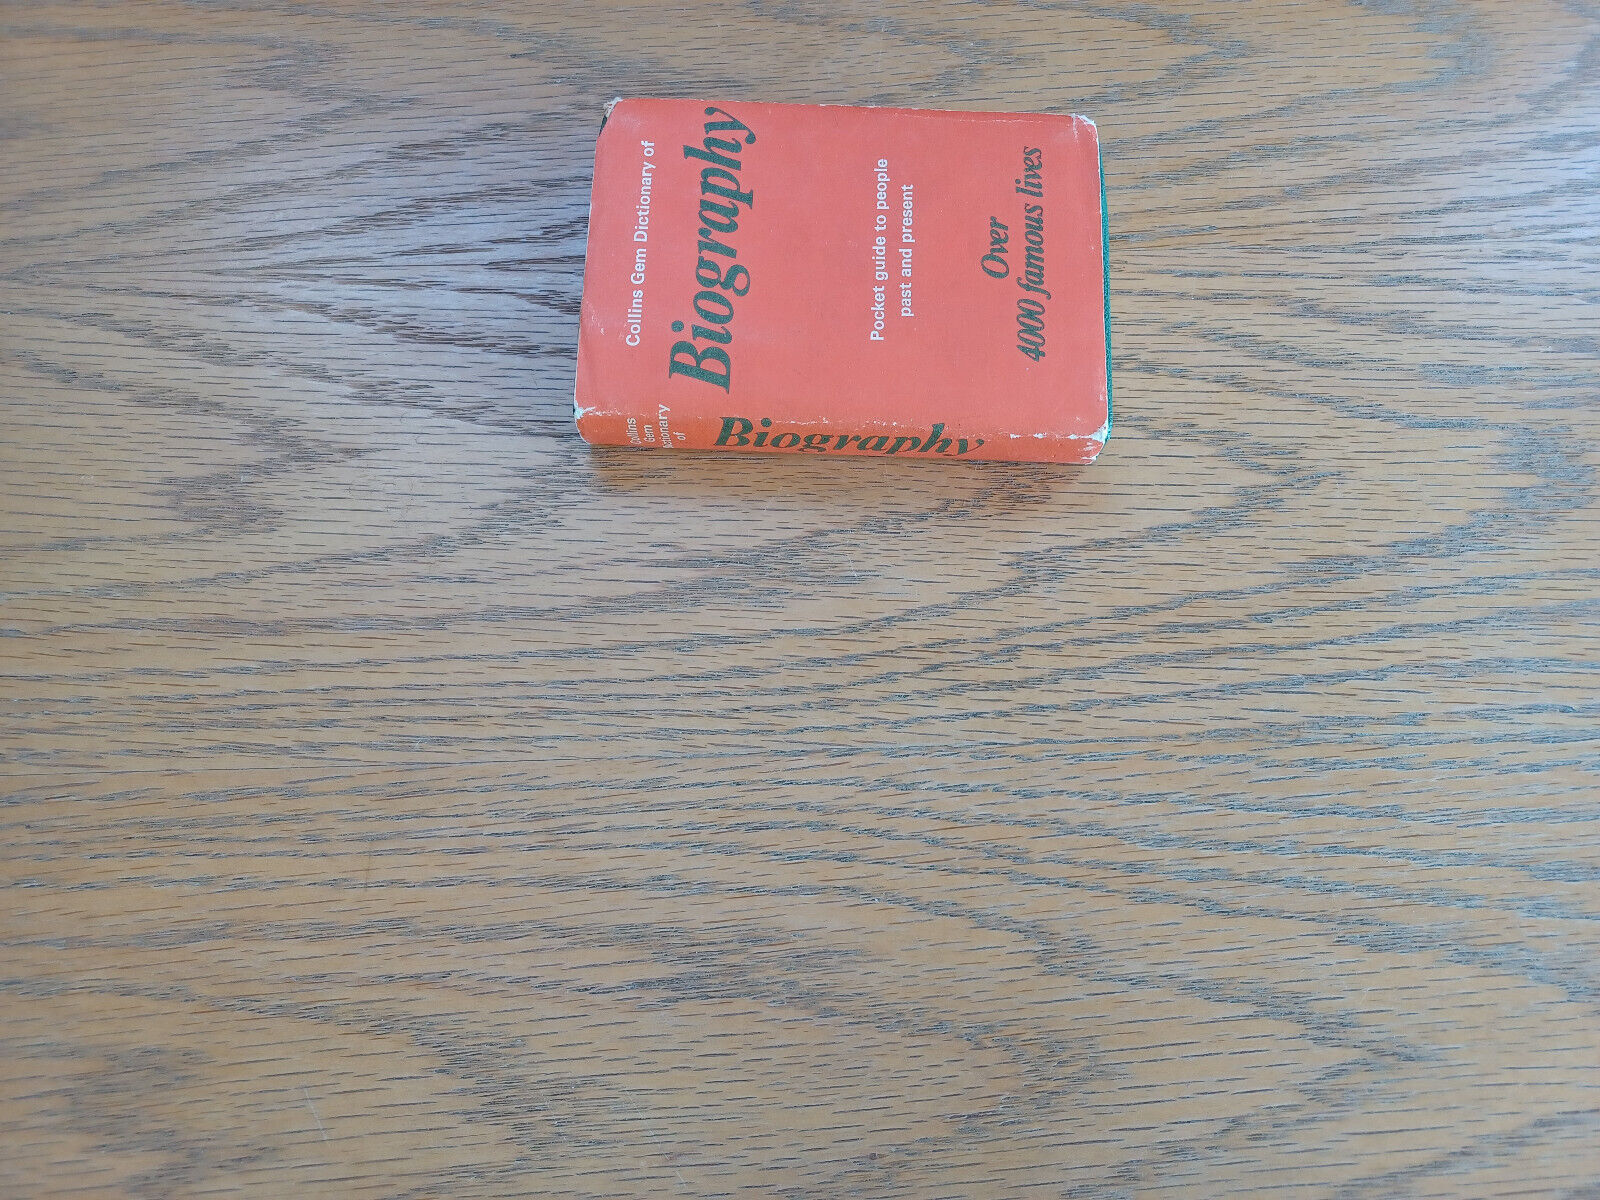 Collins Gem Dictionary of
Biography
Pocket guide to people
past and present
Over
4000 famous lives
Collins
Gem
Dictionary
of
Biography